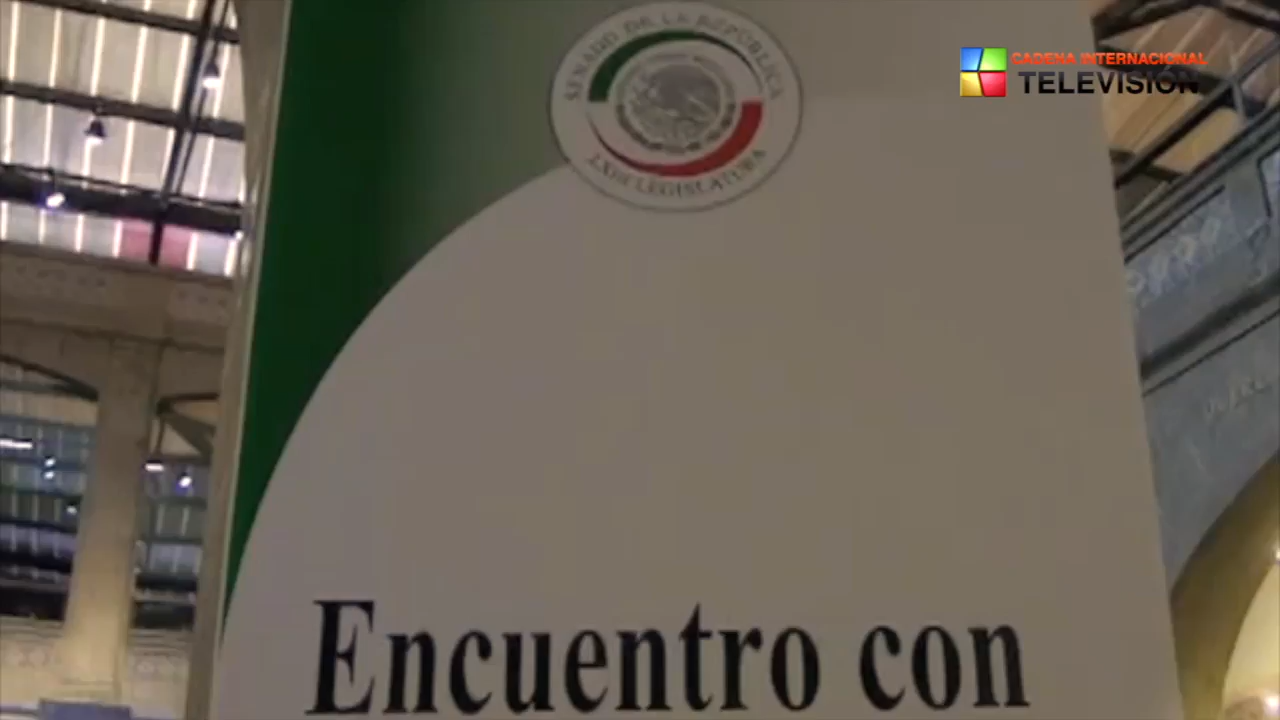 SENADO DE LA REPÚBLICA
LXIII LEGISLATURA
CADENA INTERNACIONAL
TELEVISIÓN
Encuentro con